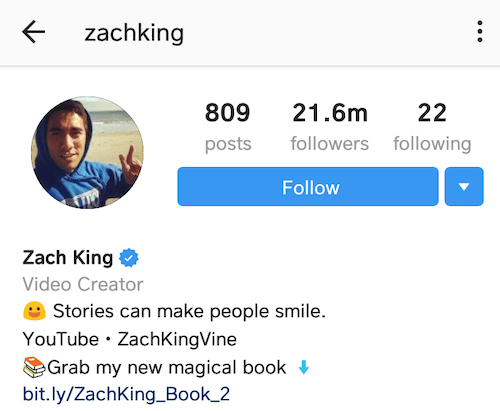 zachking
809 21.6m 22
posts followers following
Follow
Zach King
Video Creator
😃 Stories can make people smile.
YouTube • ZachKingVine
📚Grab my new magical book ⬇
bit.ly/ZachKing_Book_2